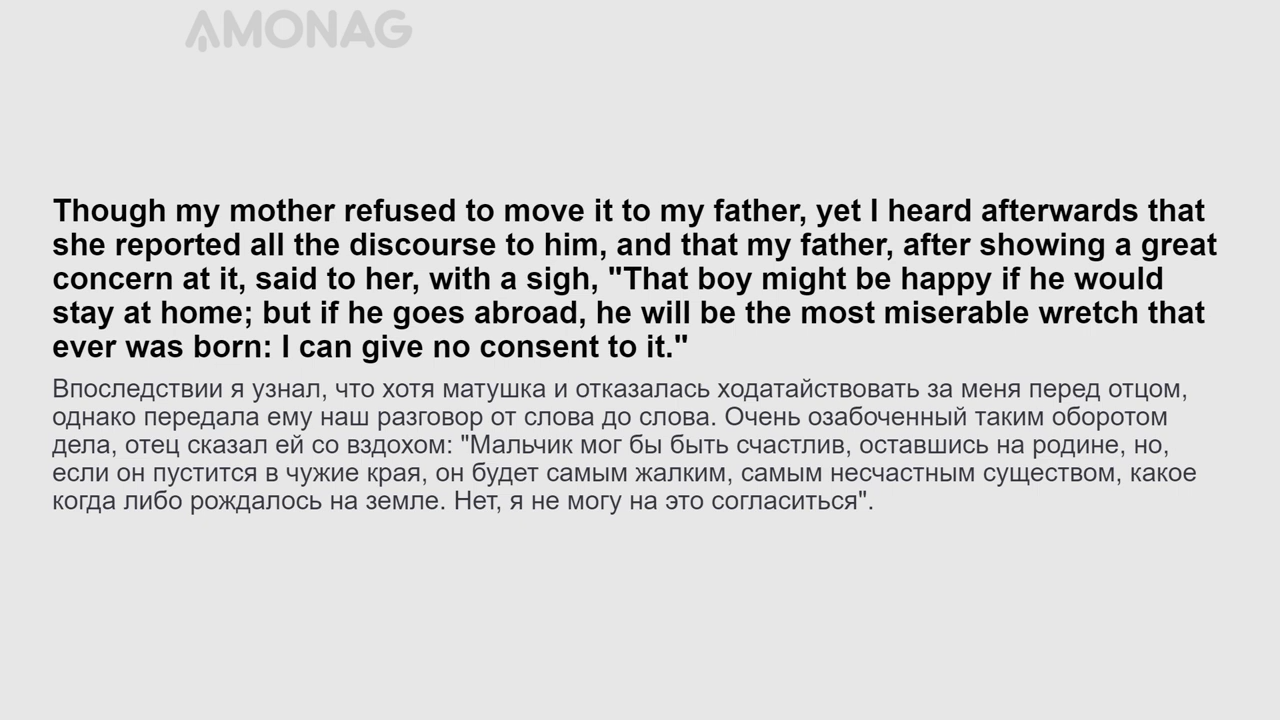 AMONAG
Though my mother refused to move it to my father, yet I heard afterwards that
she reported all the discourse to him, and that my father, after showing a great
concern at it, said to her, with a sigh, "That boy might be happy if he would
stay at home; but if he goes abroad, he will be the most miserable wretch that
ever was born: I can give no consent to it."
Впоследствии я узнал, что хотя матушка и отказалась ходатайствовать за меня перед отцом,
однако передала ему наш разговор от слова до слова. Очень озабоченный таким оборотом
дела, отец сказал ей со вздохом: "Мальчик мог бы быть счастлив, оставшись на родине, но,
если он пустится в чужие края, он будет самым жалким, самым несчастным существом, какое
когда либо рождалось на земле. Нет, я не могу на это согласиться".